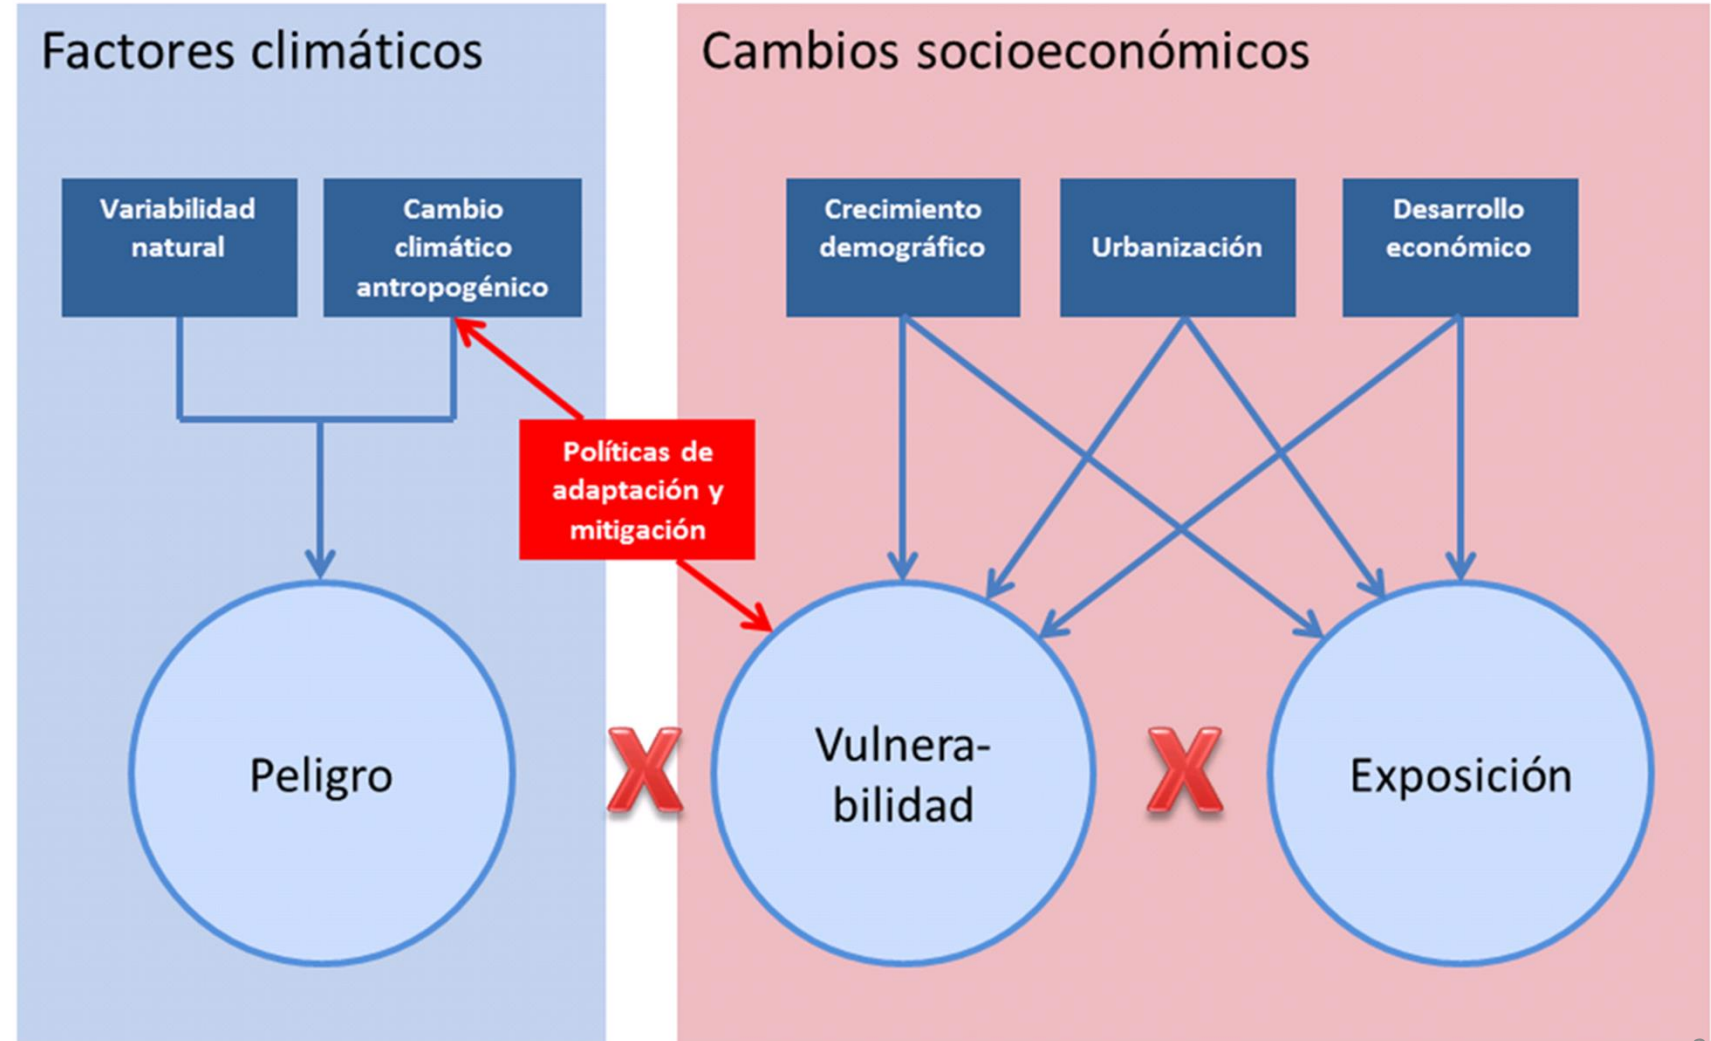 Factores climáticos
Cambios socioeconómicos
Variabilidad
natural
Cambio
climático
antropogénico
Crecimiento
demográfico
Urbanización
Desarrollo
económico
Políticas de
adaptación y
mitigación
Peligro
X
Vulnera-
bilidad
X
Exposición